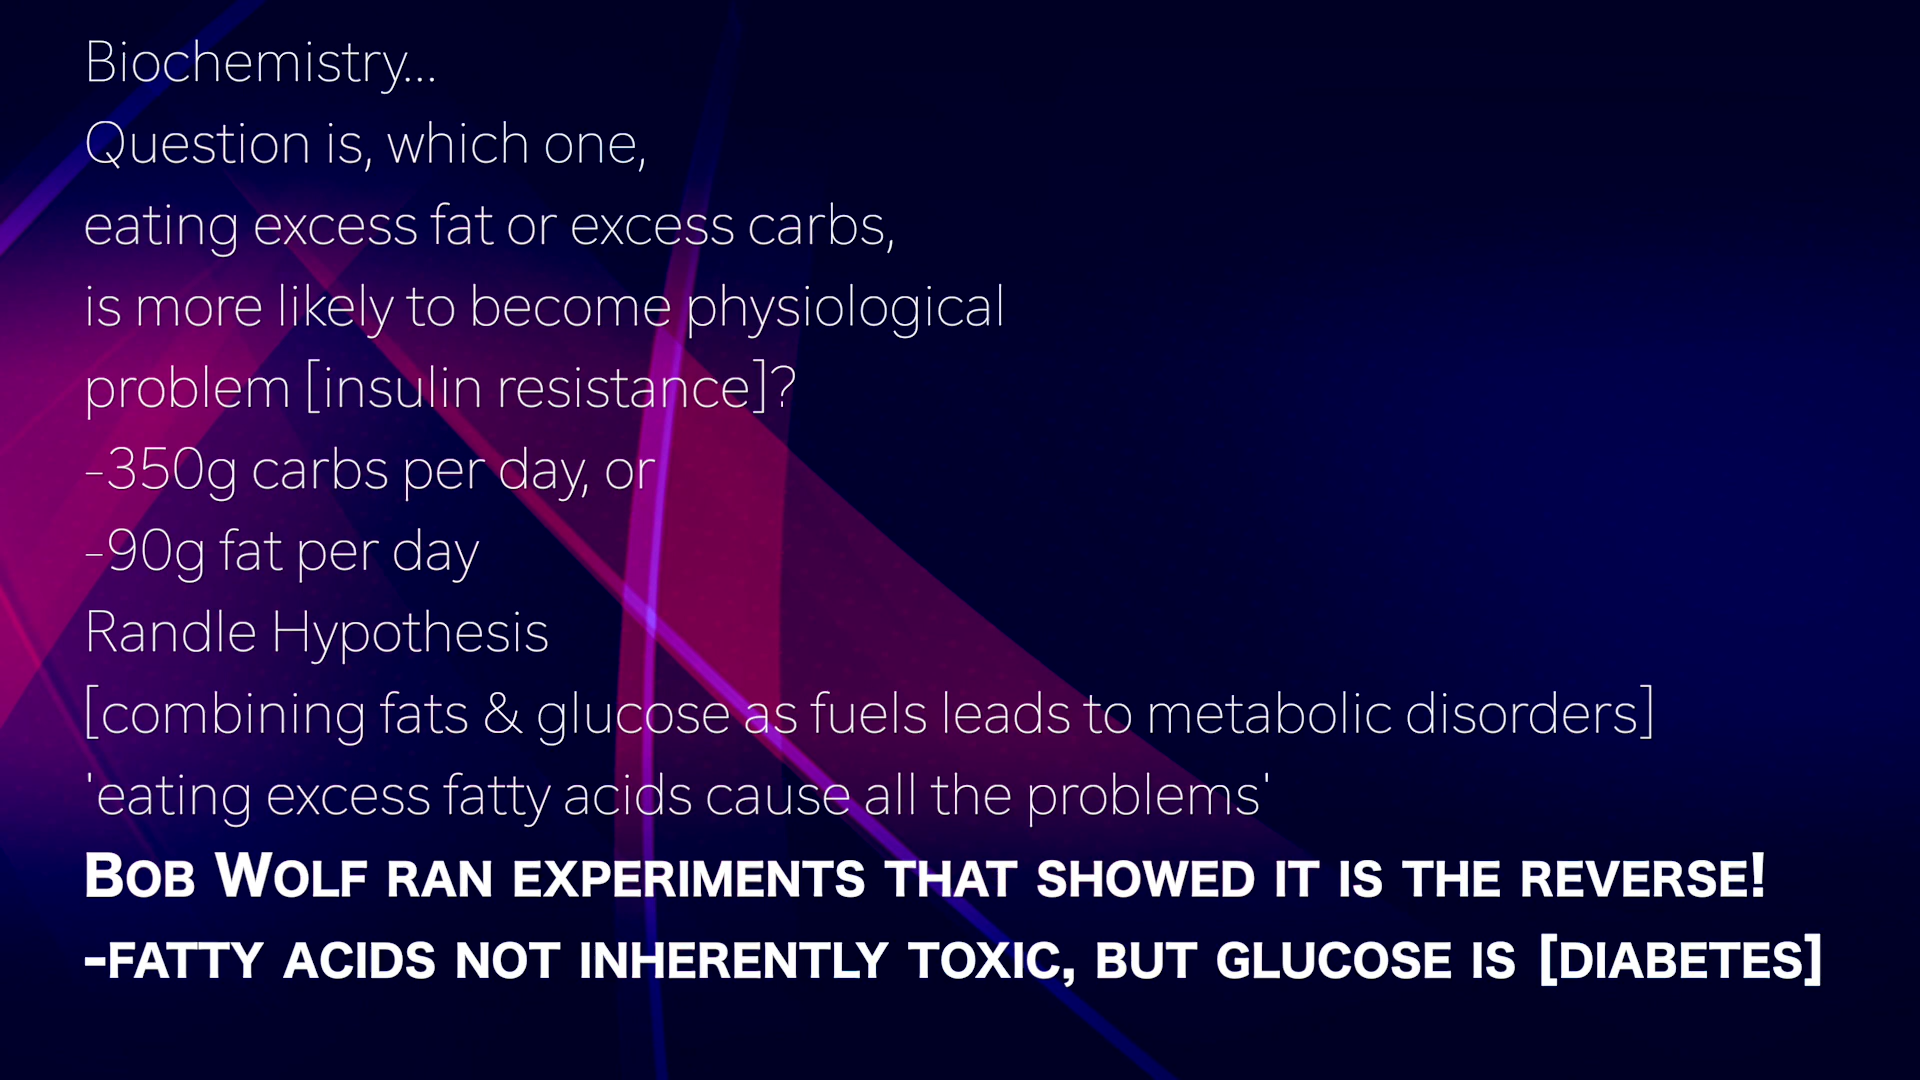 Biochemistry...
Question is, which one,
eating excess fat or excess carbs,
is more likely to become physiological
problem [insulin resistance]?
-350g carbs per day, or
-90g fat per day
Randle Hypothesis
[combining fats & glucose as fuels leads to metabolic disorders]
'eating excess fatty acids cause all the problems'
BOB WOLF RAN EXPERIMENTS THAT SHOWED IT IS THE REVERSE!
-FATTY ACIDS NOT INHERENTLY TOXIC, BUT GLUCOSE IS [DIABETES]